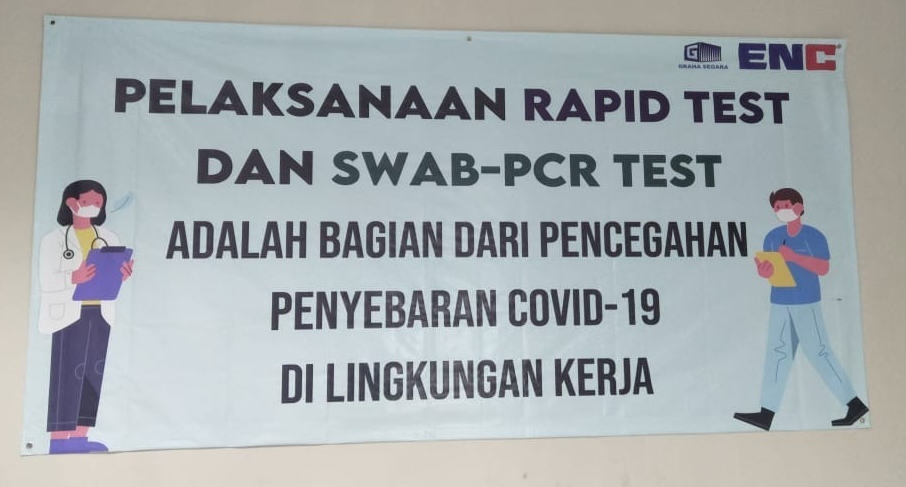 GRAHA SEGARA ENC
PELAKSANAAN RAPID TEST
DAN SWAB-PCR TEST
ADALAH BAGIAN DARI PENCEGAHAN
PENYEBARAN COVID-19
DI LINGKUNGAN KERJA